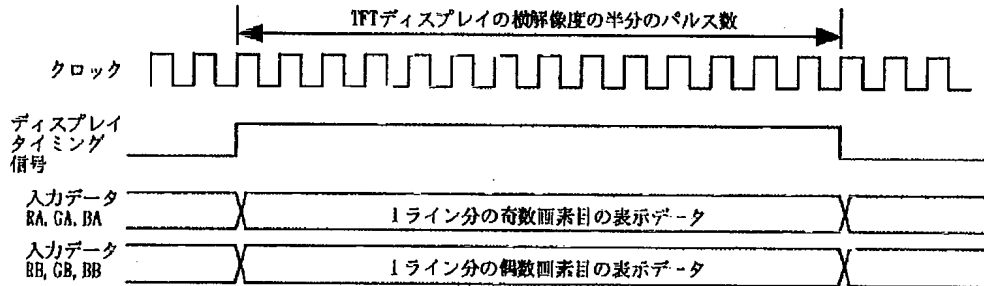 TFTディスプレイの横解像度の半分のパルス数
クロック
ディスプレイ
タイミング
信号
入力データ
RA, GA, BA
1ライン分の奇数画素目の表示データ
入力データ
RB, GB, BB
1ライン分の偶数画素目の表示データ